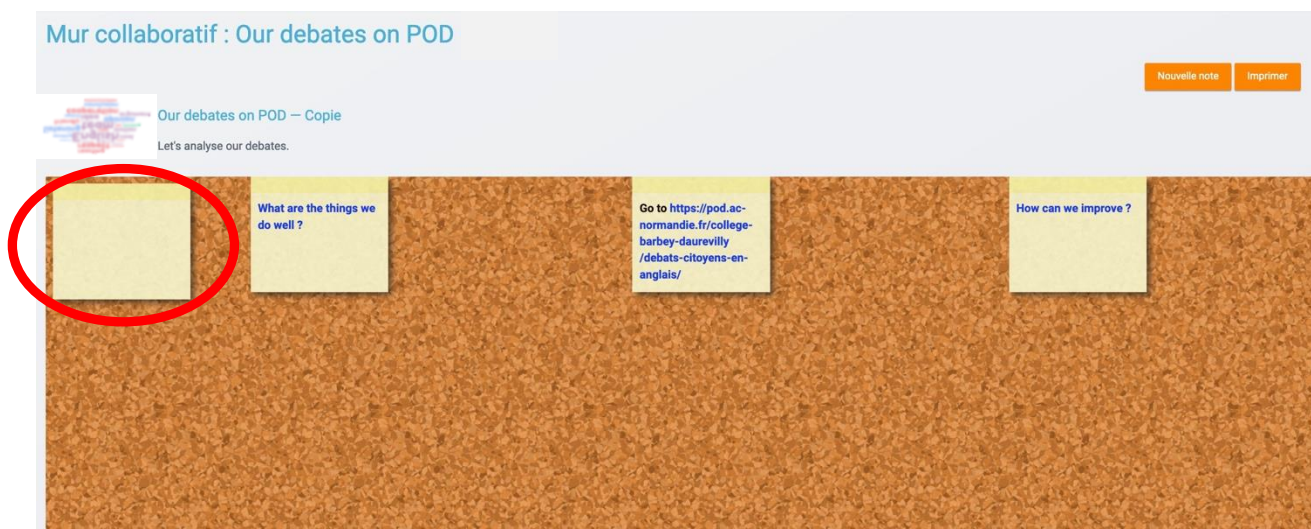 Mur collaboratif : Our debates on POD
Nouvelle note
Imprimer
Our debates on POD — Copie
Let's analyse our debates.
What are the things we
do well ?
Go to https://pod.ac-
normandie.fr/college-
barbey-daurevilly
/debats-citoyens-en-
anglais/
How can we improve ?